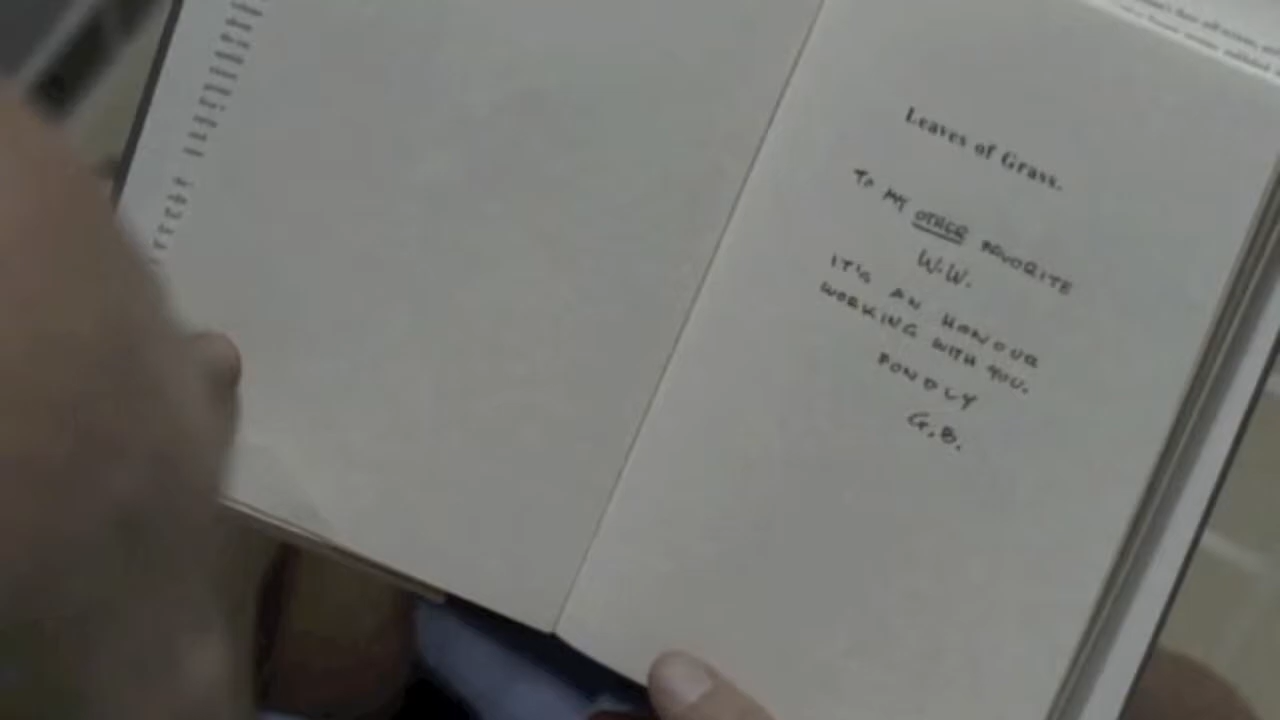 Leaves of Grass.
TO MY OTHER FAVORITE
W.W.
IT'S AN HONOUR
WORKING WITH YOU.
FONDLY
G.B.